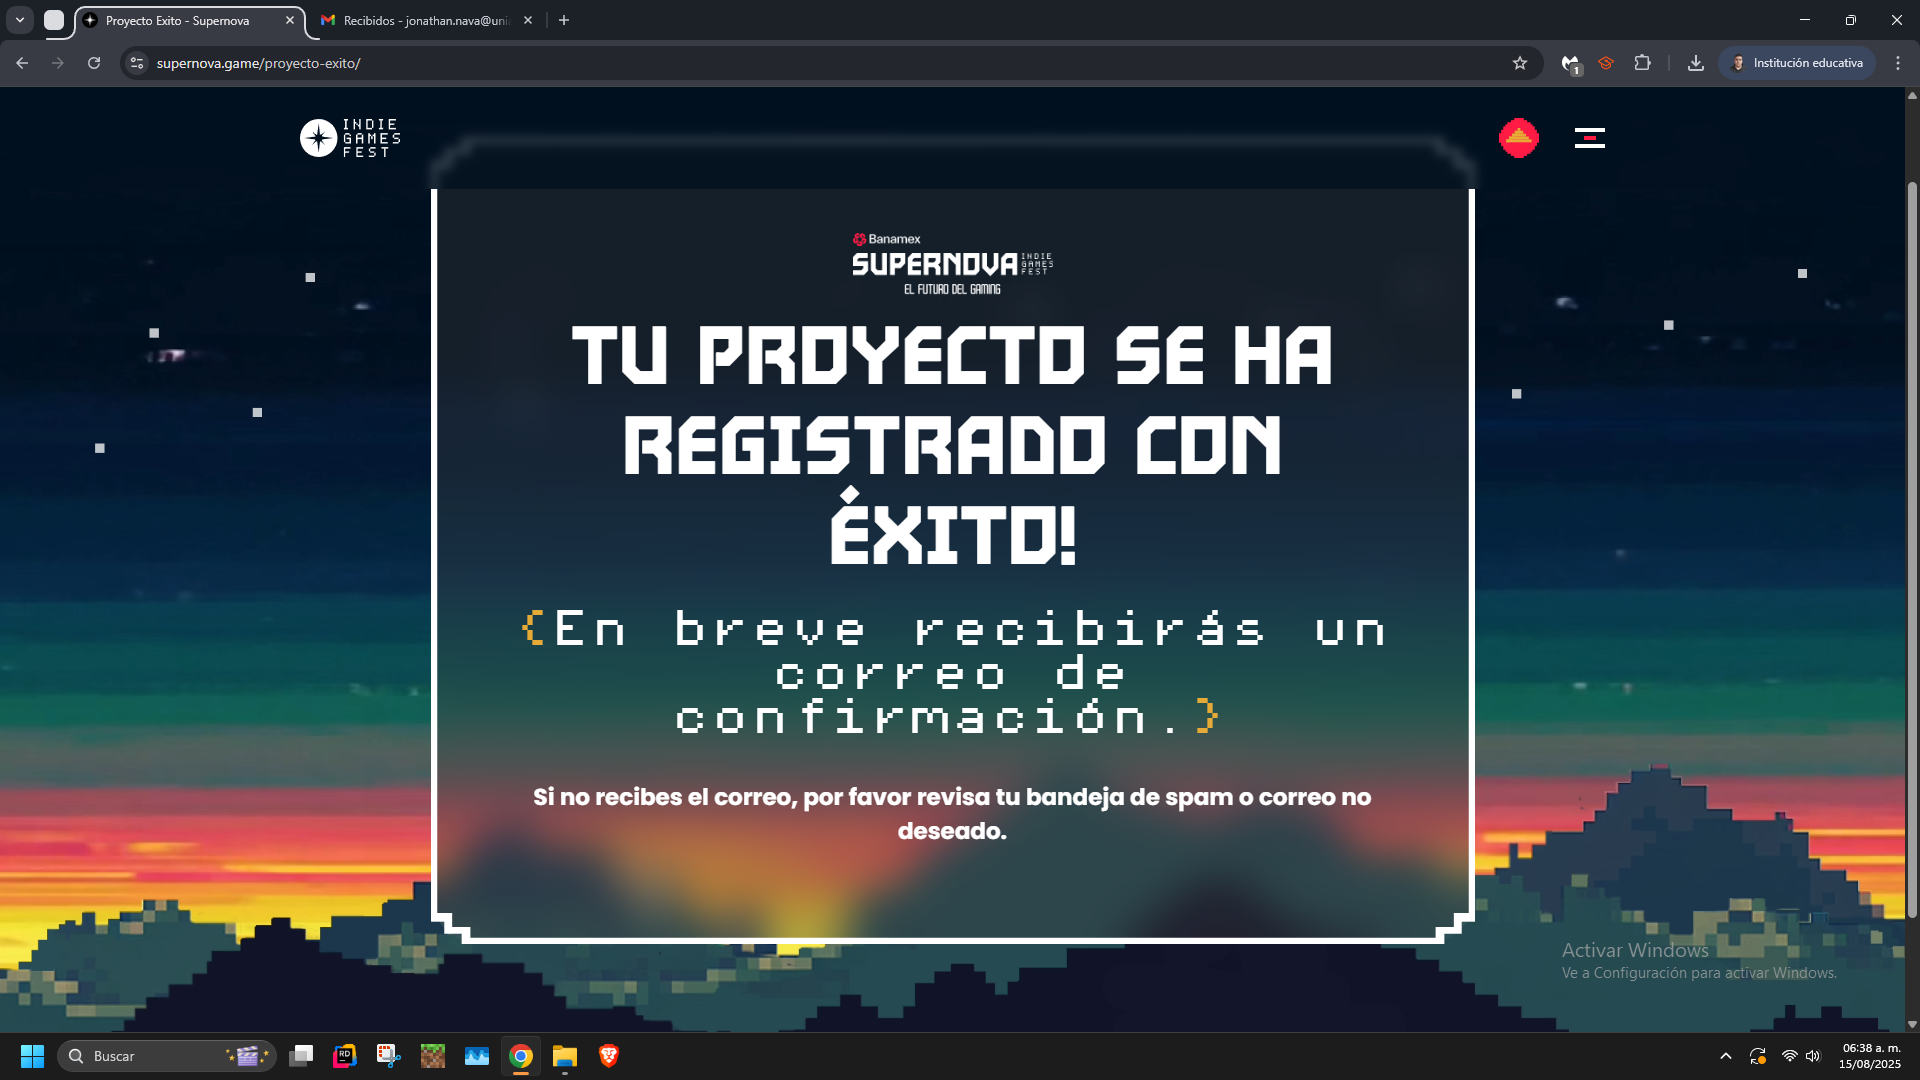 Proyecto Exito - Supernova
Recibidos - jonathan.nava@uni
supernova.game/proyecto-exito/
1
Institución educativa
INDIE
GAMES
FEST
Banamex
SUPERNOVA
INDIE
GAMES
FEST
EL FUTURO DEL GAMING
TU PROYECTO SE HA
REGISTRADO CON
ÉXITO!
{En breve recibirás un
correo de
confirmación.}
Si no recibes el correo, por favor revisa tu bandeja de spam o correo no
deseado.
Activar Windows
Ve a Configuración para activar Windows.
Buscar
RD
06:38 a. m.
15/08/2025